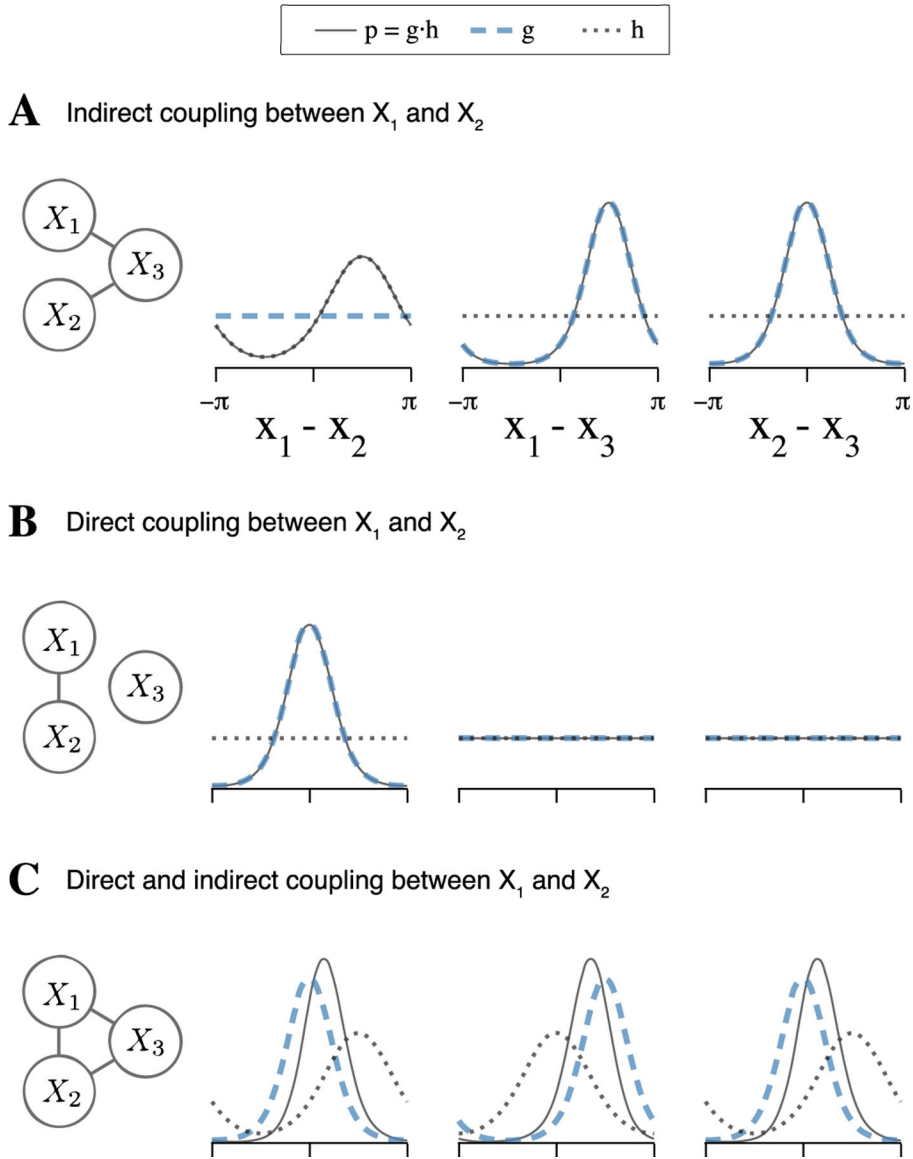 p = g·h g h
A Indirect coupling between X₁ and X₂
X₁
X₃
X₂
−π π −π π −π π
x₁ - x₂ x₁ - x₃ x₂ - x₃
B Direct coupling between X₁ and X₂
X₁
X₃
X₂
C Direct and indirect coupling between X₁ and X₂
X₁
X₃
X₂